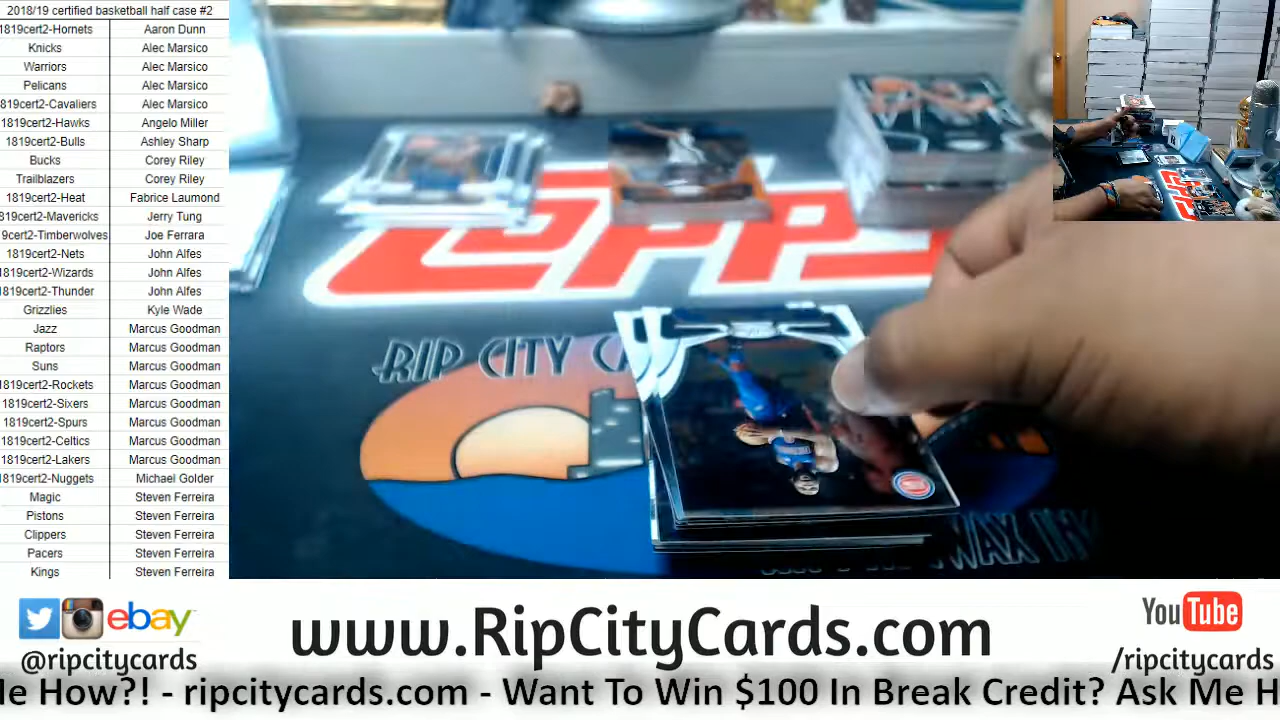 2018/19 certified basketball half case #2
1819cert2-Hornets Aaron Dunn
Knicks Alec Marsico
Warriors Alec Marsico
Pelicans Alec Marsico
819cert2-Cavaliers Alec Marsico
1819cert2-Hawks Angelo Miller
1819cert2-Bulls Ashley Sharp
Bucks Corey Riley
Trailblazers Corey Riley
1819cert2-Heat Fabrice Laumond
819cert2-Mavericks Jerry Tung
9cert2-Timberwolves Joe Ferrara
1819cert2-Nets John Alfes
1819cert2-Wizards John Alfes
1819cert2-Thunder John Alfes
Grizzlies Kyle Wade
Jazz Marcus Goodman
Raptors Marcus Goodman
Suns Marcus Goodman
1819cert2-Rockets Marcus Goodman
1819cert2-Sixers Marcus Goodman
1819cert2-Spurs Marcus Goodman
1819cert2-Celtics Marcus Goodman
1819cert2-Lakers Marcus Goodman
1819cert2-Nuggets Michael Golder
Magic Steven Ferreira
Pistons Steven Ferreira
Clippers Steven Ferreira
Pacers Steven Ferreira
Kings Steven Ferreira
RIP CITY
WAX
ebay
@ripcitycards
www.RipCityCards.com
YouTube
/ripcitycards
Me How?! - ripcitycards.com - Want To Win $100 In Break Credit? Ask Me H